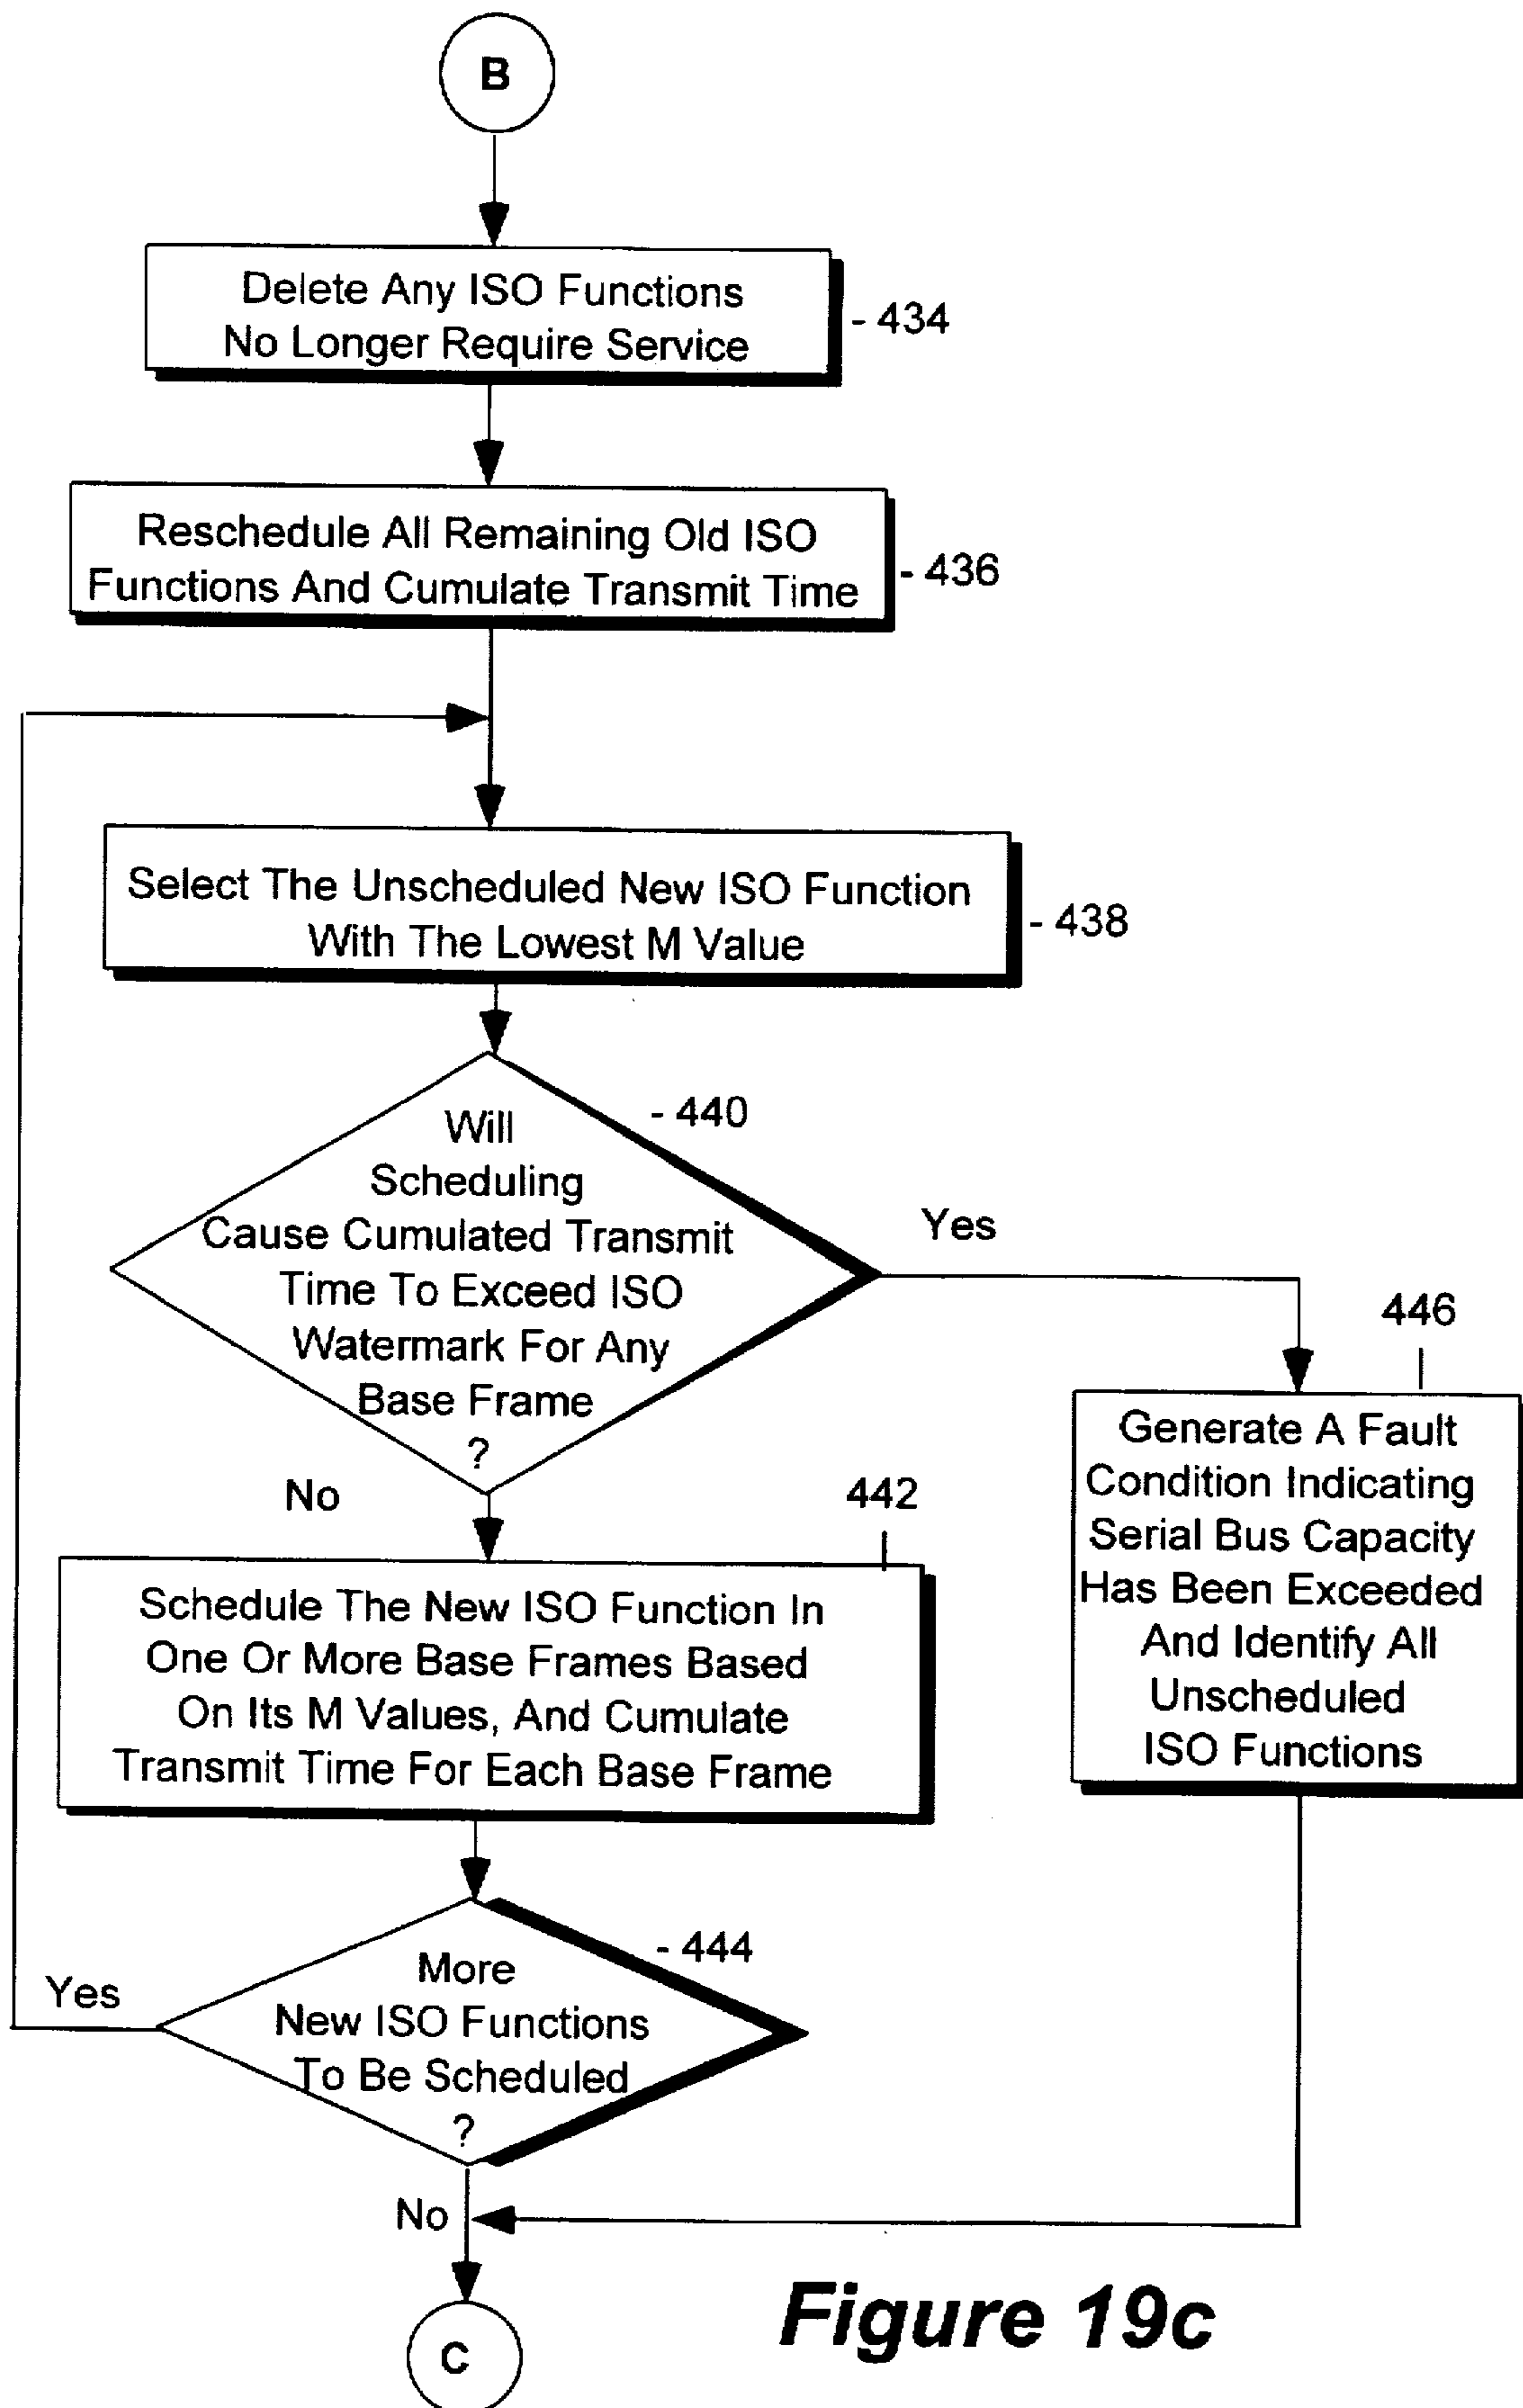 B
Delete Any ISO Functions
No Longer Require Service
- 434
Reschedule All Remaining Old ISO
Functions And Cumulate Transmit Time
- 436
Select The Unscheduled New ISO Function
With The Lowest M Value
- 438
Will
Scheduling
Cause Cumulated Transmit
Time To Exceed ISO
Watermark For Any
Base Frame
?
- 440
Yes
No
446
Generate A Fault
Condition Indicating
Serial Bus Capacity
Has Been Exceeded
And Identify All
Unscheduled
ISO Functions
442
Schedule The New ISO Function In
One Or More Base Frames Based
On Its M Values, And Cumulate
Transmit Time For Each Base Frame
More
New ISO Functions
To Be Scheduled
?
- 444
Yes
No
C
Figure 19c